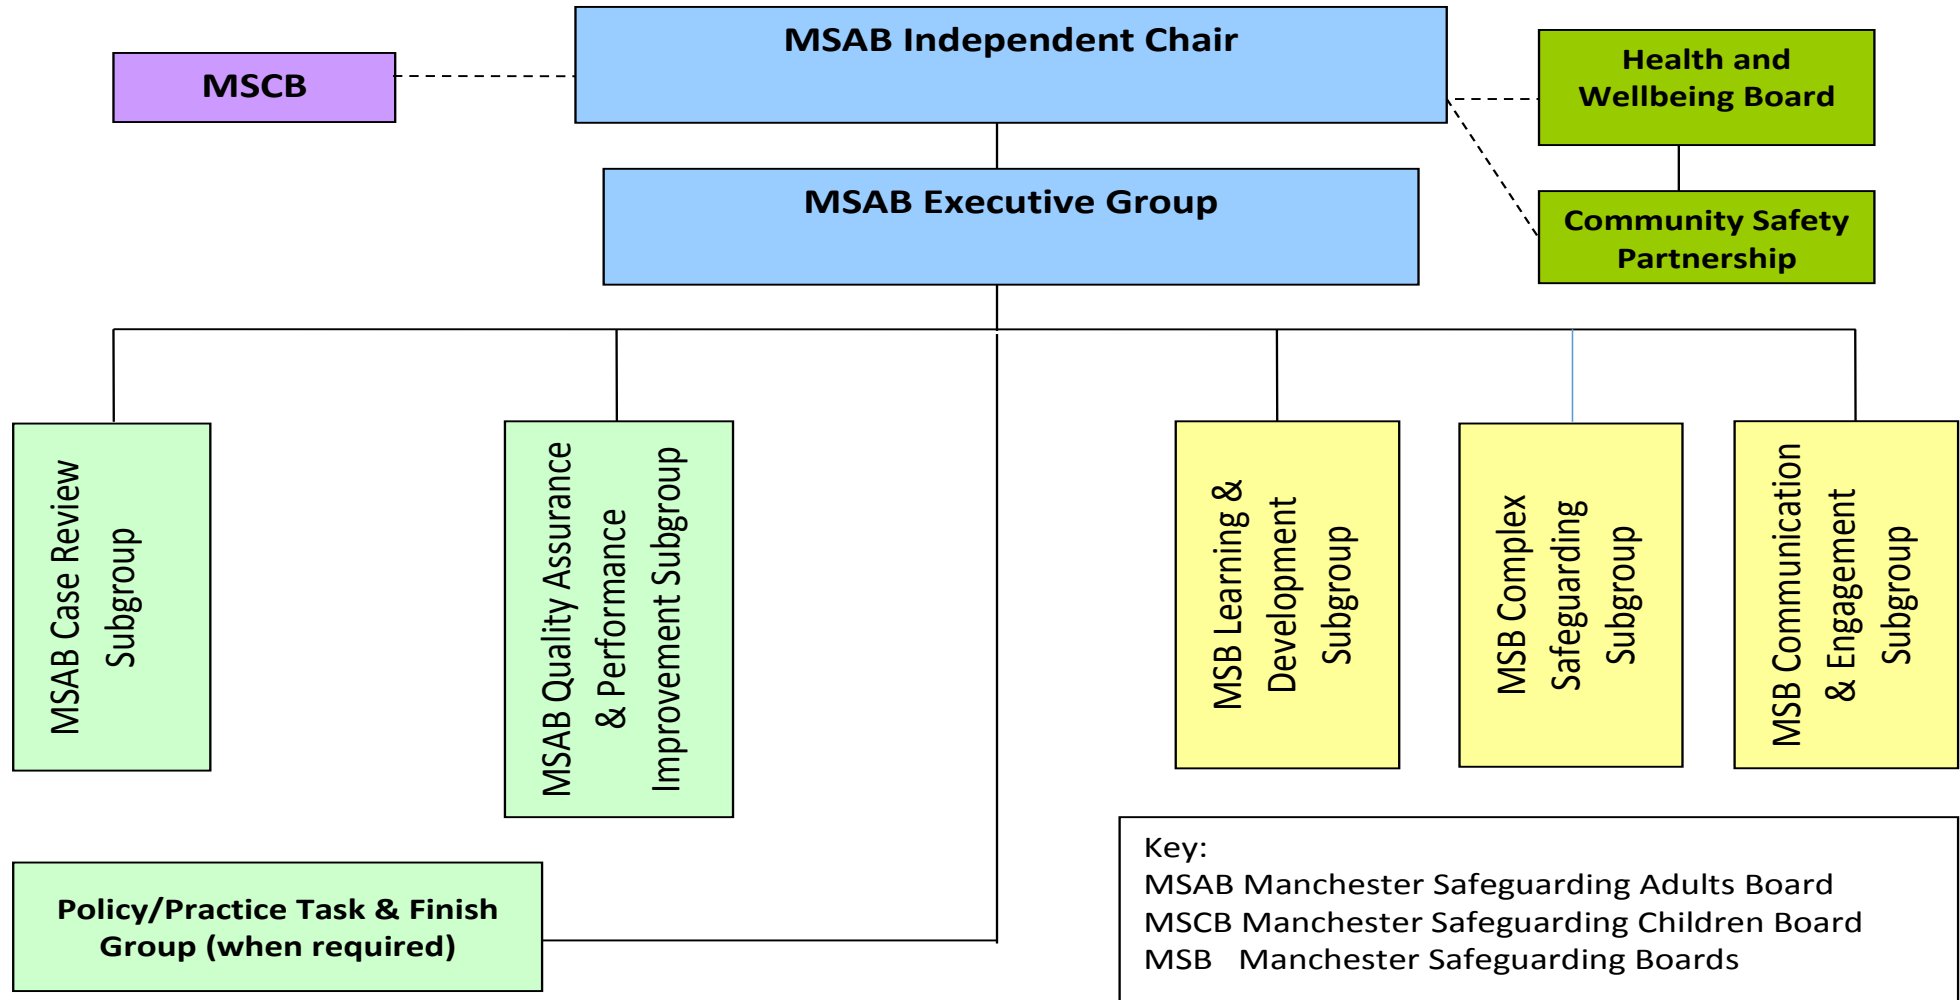 MSAB Independent Chair
MSCB
Health and
Wellbeing Board
MSAB Executive Group
Community Safety
Partnership
MSAB Case Review
Subgroup
MSAB Quality Assurance
& Performance
Improvement Subgroup
MSB Learning &
Development
Subgroup
MSB Complex
Safeguarding
Subgroup
MSB Communication
& Engagement
Subgroup
Policy/Practice Task & Finish
Group (when required)
Key:
MSAB Manchester Safeguarding Adults Board
MSCB Manchester Safeguarding Children Board
MSB Manchester Safeguarding Boards